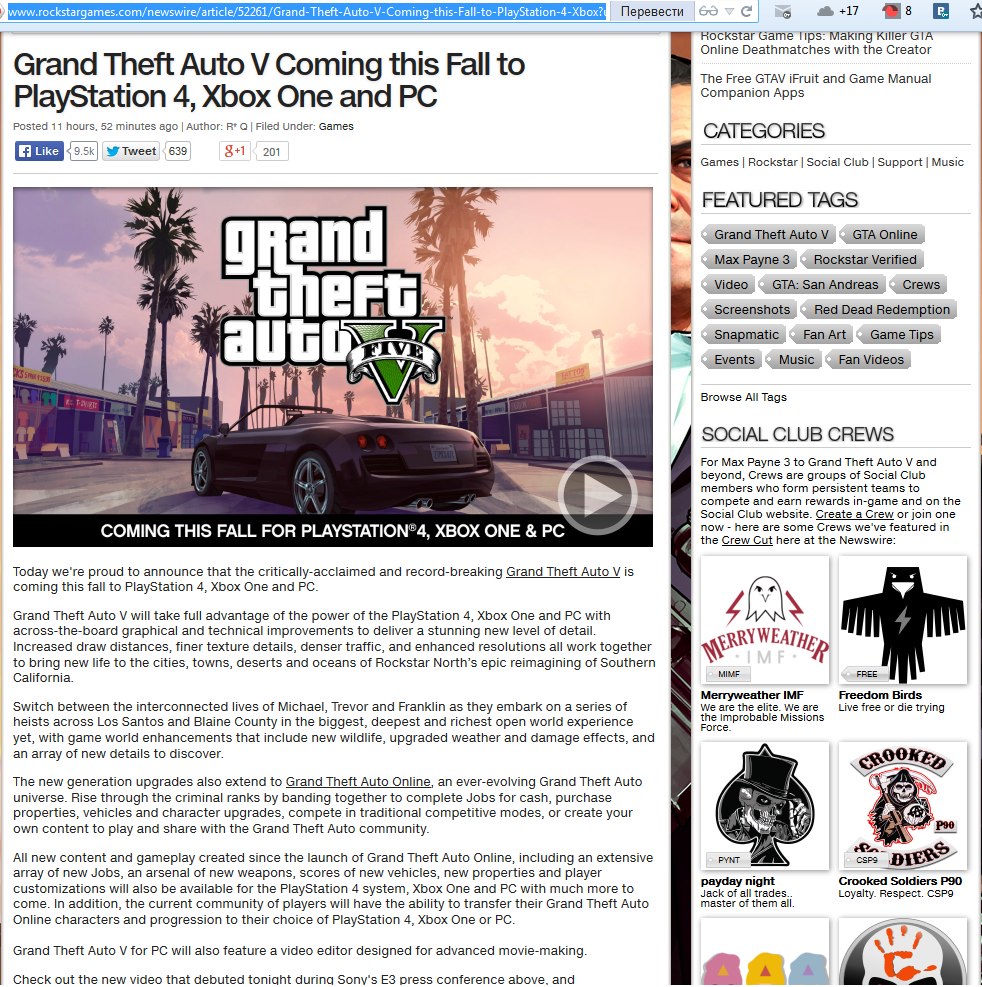 www.rockstargames.com/newswire/article/52261/Grand-Theft-Auto-V-Coming-this-Fall-to-PlayStation-4-Xbox?
Перевести
+17
8
Grand Theft Auto V Coming this Fall to
PlayStation 4, Xbox One and PC
Posted 11 hours, 52 minutes ago | Author: R* Q | Filed Under: Games
Like 9.5k Tweet 639 g+1 201
grand
theft
auto V
FIVE
COMING THIS FALL FOR PLAYSTATION®4, XBOX ONE & PC
Today we're proud to announce that the critically-acclaimed and record-breaking Grand Theft Auto V is
coming this fall to PlayStation 4, Xbox One and PC.
Grand Theft Auto V will take full advantage of the power of the PlayStation 4, Xbox One and PC with
across-the-board graphical and technical improvements to deliver a stunning new level of detail.
Increased draw distances, finer texture details, denser traffic, and enhanced resolutions all work together
to bring new life to the cities, towns, deserts and oceans of Rockstar North's epic reimagining of Southern
California.
Switch between the interconnected lives of Michael, Trevor and Franklin as they embark on a series of
heists across Los Santos and Blaine County in the biggest, deepest and richest open world experience
yet, with game world enhancements that include new wildlife, upgraded weather and damage effects, and
an array of new details to discover.
The new generation upgrades also extend to Grand Theft Auto Online, an ever-evolving Grand Theft Auto
universe. Rise through the criminal ranks by banding together to complete Jobs for cash, purchase
properties, vehicles and character upgrades, compete in traditional competitive modes, or create your
own content to play and share with the Grand Theft Auto community.
All new content and gameplay created since the launch of Grand Theft Auto Online, including an extensive
array of new Jobs, an arsenal of new weapons, scores of new vehicles, new properties and player
customizations will also be available for the PlayStation 4 system, Xbox One and PC with much more to
come. In addition, the current community of players will have the ability to transfer their Grand Theft Auto
Online characters and progression to their choice of PlayStation 4, Xbox One or PC.
Grand Theft Auto V for PC will also feature a video editor designed for advanced movie-making.
Check out the new video that debuted tonight during Sony's E3 press conference above, and
Rockstar Game Tips: Making Killer GTA
Online Deathmatches with the Creator
The Free GTAV iFruit and Game Manual
Companion Apps
CATEGORIES
Games | Rockstar | Social Club | Support | Music
FEATURED TAGS
Grand Theft Auto V GTA Online
Max Payne 3 Rockstar Verified
Video GTA: San Andreas Crews
Screenshots Red Dead Redemption
Snapmatic Fan Art Game Tips
Events Music Fan Videos
Browse All Tags
SOCIAL CLUB CREWS
For Max Payne 3 to Grand Theft Auto V and
beyond, Crews are groups of Social Club
members who form persistent teams to
compete and earn rewards in-game and on the
Social Club website. Create a Crew or join one
now - here are some Crews we've featured in
the Crew Cut here at the Newswire:
MERRYWEATHER
IMF
MIMF
Merryweather IMF
We are the elite. We are
the Improbable Missions
Force.
FREE
Freedom Birds
Live free or die trying
PYNT
payday night
Jack of all trades..
master of them all.
CROOKED
P90
CSP9
Crooked Soldiers P90
Loyalty. Respect. CSP9